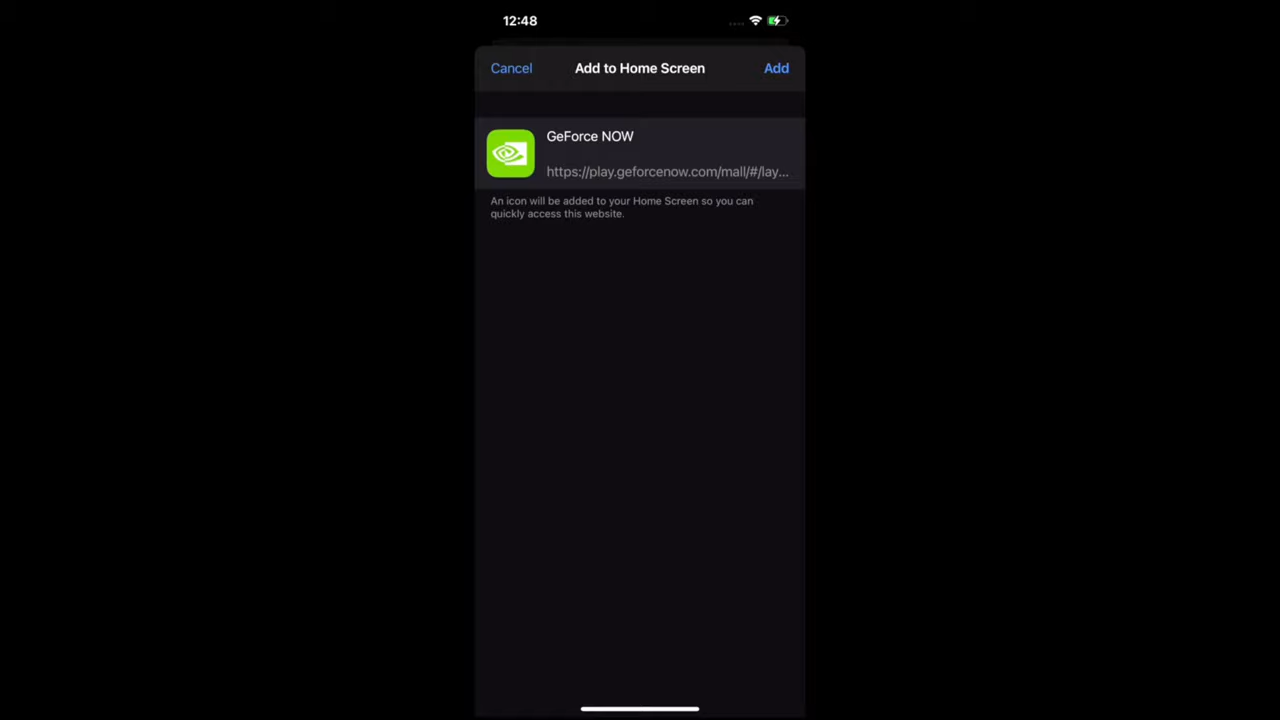 12:48
Cancel
Add to Home Screen
Add
GeForce NOW
https://play.geforcenow.com/mall/#/lay...
An icon will be added to your Home Screen so you can
quickly access this website.